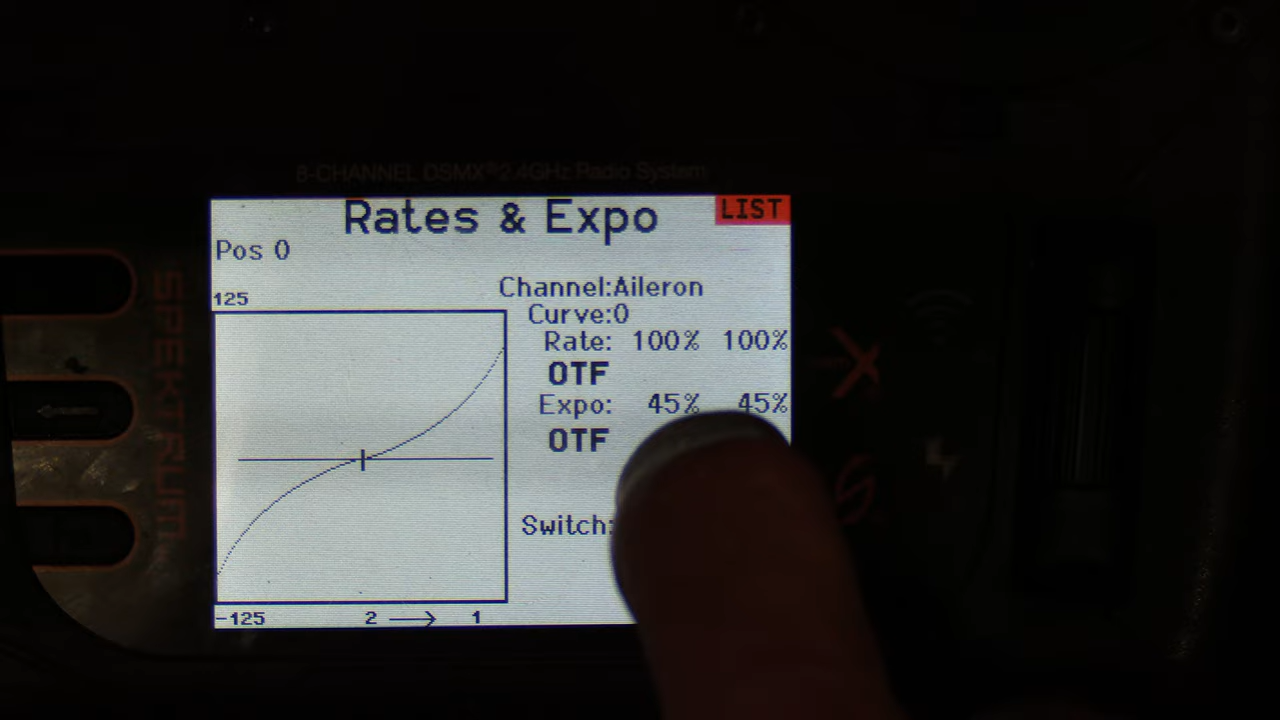 8-CHANNEL DSMX® 2.4GHz Radio System
Rates & Expo
LIST
Pos 0
125
Channel:Aileron
Curve:0
Rate: 100% 100%
OTF
Expo: 45% 45%
OTF
Switch:
-125
2 → 1
SPEKTRUM